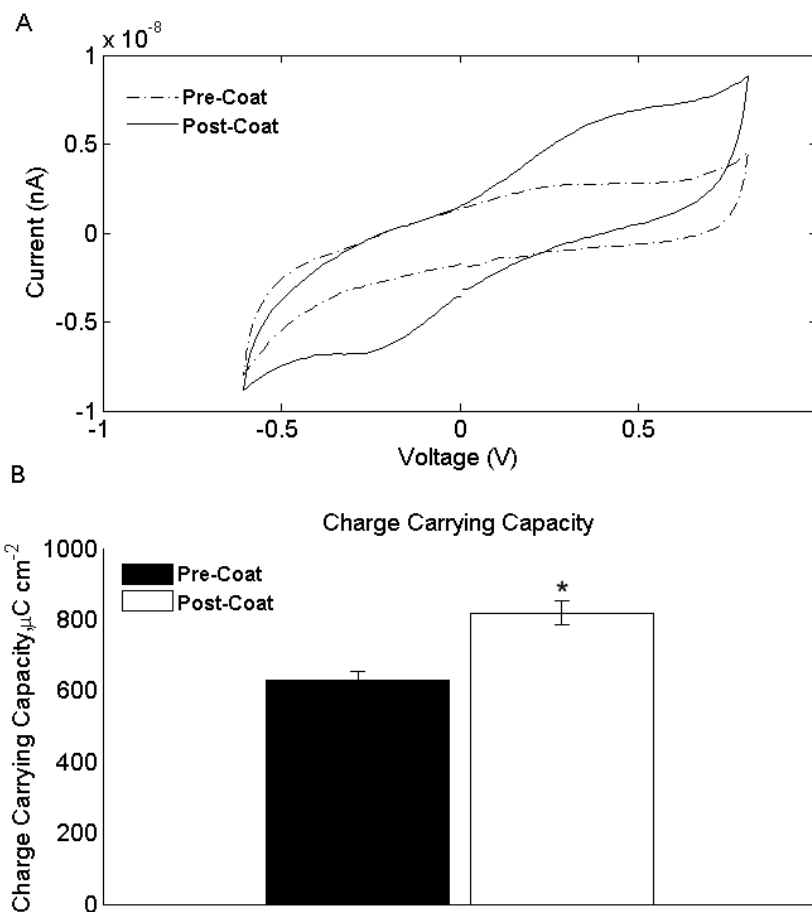 A
x 10⁻⁸
1
0.5
0
-0.5
-1
Current (nA)
Pre-Coat
Post-Coat
-1
-0.5
0
0.5
Voltage (V)
B
Charge Carrying Capacity
1000
800
600
400
200
0
Charge Carrying Capacity,μC cm⁻²
Pre-Coat
Post-Coat
*